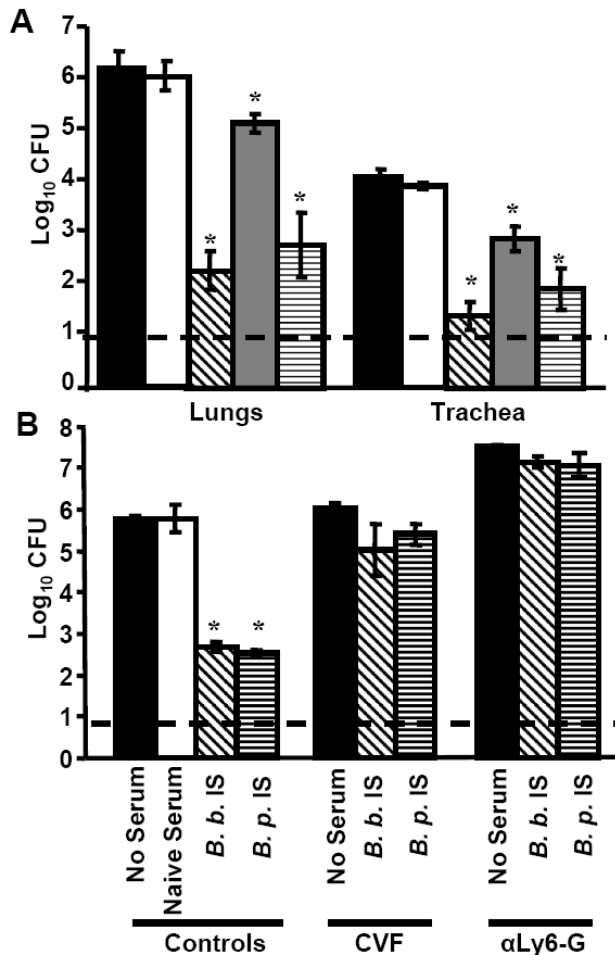 A
Log10 CFU
7
6
5
4
3
2
1
0
*
*
*
*
*
*
Lungs
Trachea
B
Log10 CFU
8
7
6
5
4
3
2
1
0
*
*
No Serum
Naive Serum
B. b. IS
B. p. IS
No Serum
B. b. IS
B. p. IS
No Serum
B. b. IS
B. p. IS
Controls
CVF
αLy6-G